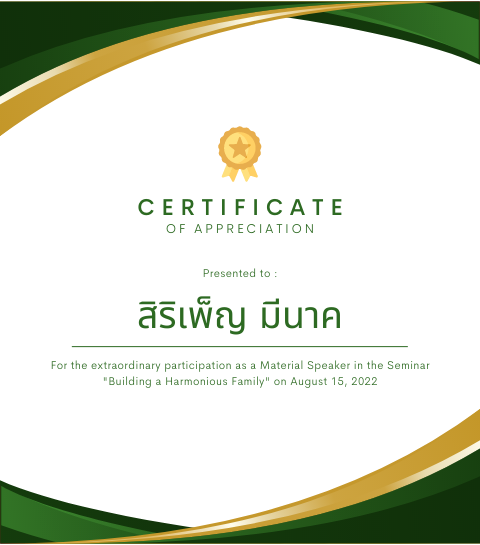 CERTIFICATE
OF APPRECIATION
Presented to :
สิริเพ็ญ มีนาค
For the extraordinary participation as a Material Speaker in the Seminar
"Building a Harmonious Family" on August 15, 2022